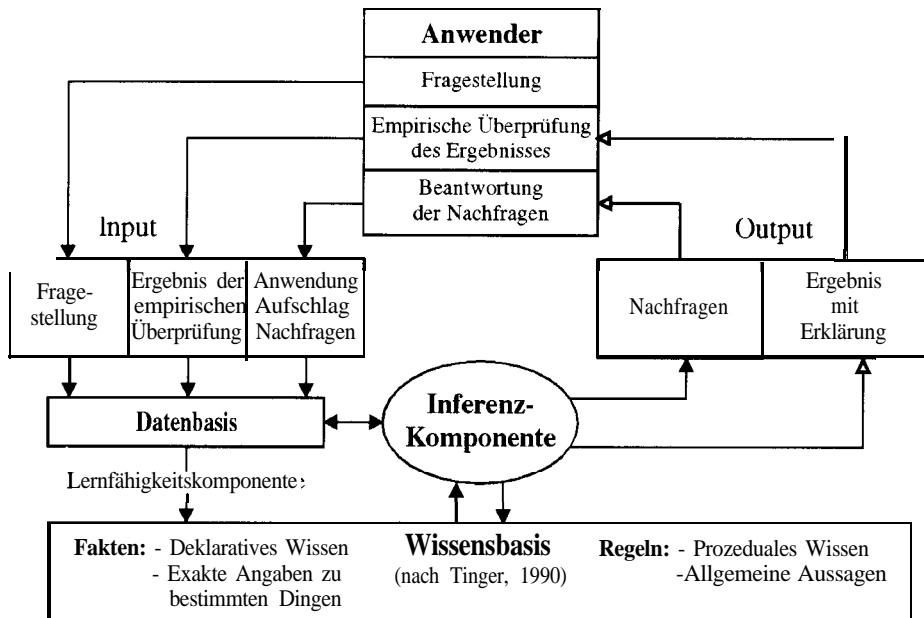 Anwender
Fragestellung
Empirische Überprüfung
des Ergebnisses
Beantwortung
der Nachfragen
Input
Output
Frage-
stellung
Ergebnis der
empirischen
Überprüfung
Anwendung
Aufschlag
Nachfragen
Nachfragen
Ergebnis
mit
Erklärung
Datenbasis
Inferenz-
Komponente
Lernfähigkeitskomponente
Fakten: - Deklaratives Wissen
- Exakte Angaben zu
bestimmten Dingen
Wissensbasis
(nach Tinger, 1990)
Regeln: - Prozeduales Wissen
-Allgemeine Aussagen